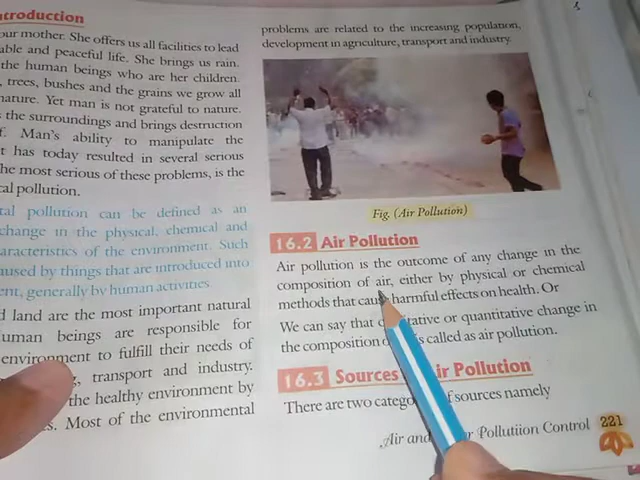 ntroduction
our mother. She offers us all facilities to lead
able and peaceful life. She brings us rain.
the human beings who are her children.
, trees, bushes and the grains we grow all
nature. Yet man is not grateful to nature.
s the surroundings and brings destruction
f. Man's ability to manipulate the
t has today resulted in several serious
he most serious of these problems, is the
cal pollution.
tal pollution can be defined as an
change in the physical, chemical and
aracteristics of the environment. Such
aused by things that are introduced into
ent, generally by human activities.
d land are the most important natural
uman beings are responsible for
environment to fulfill their needs of
, transport and industry.
the healthy environment by
s. Most of the environmental
problems are related to the increasing population,
development in agriculture, transport and industry.
Fig. (Air Pollution)
16.2 Air Pollution
Air pollution is the outcome of any change in the
composition of air, either by physical or chemical
methods that cause harmful effects on health. Or
We can say that tative or quantitative change in
the composition is called as air pollution.
16.3 Sources ir Pollution
There are two catego f sources namely
Air and Pollutiion Control 221